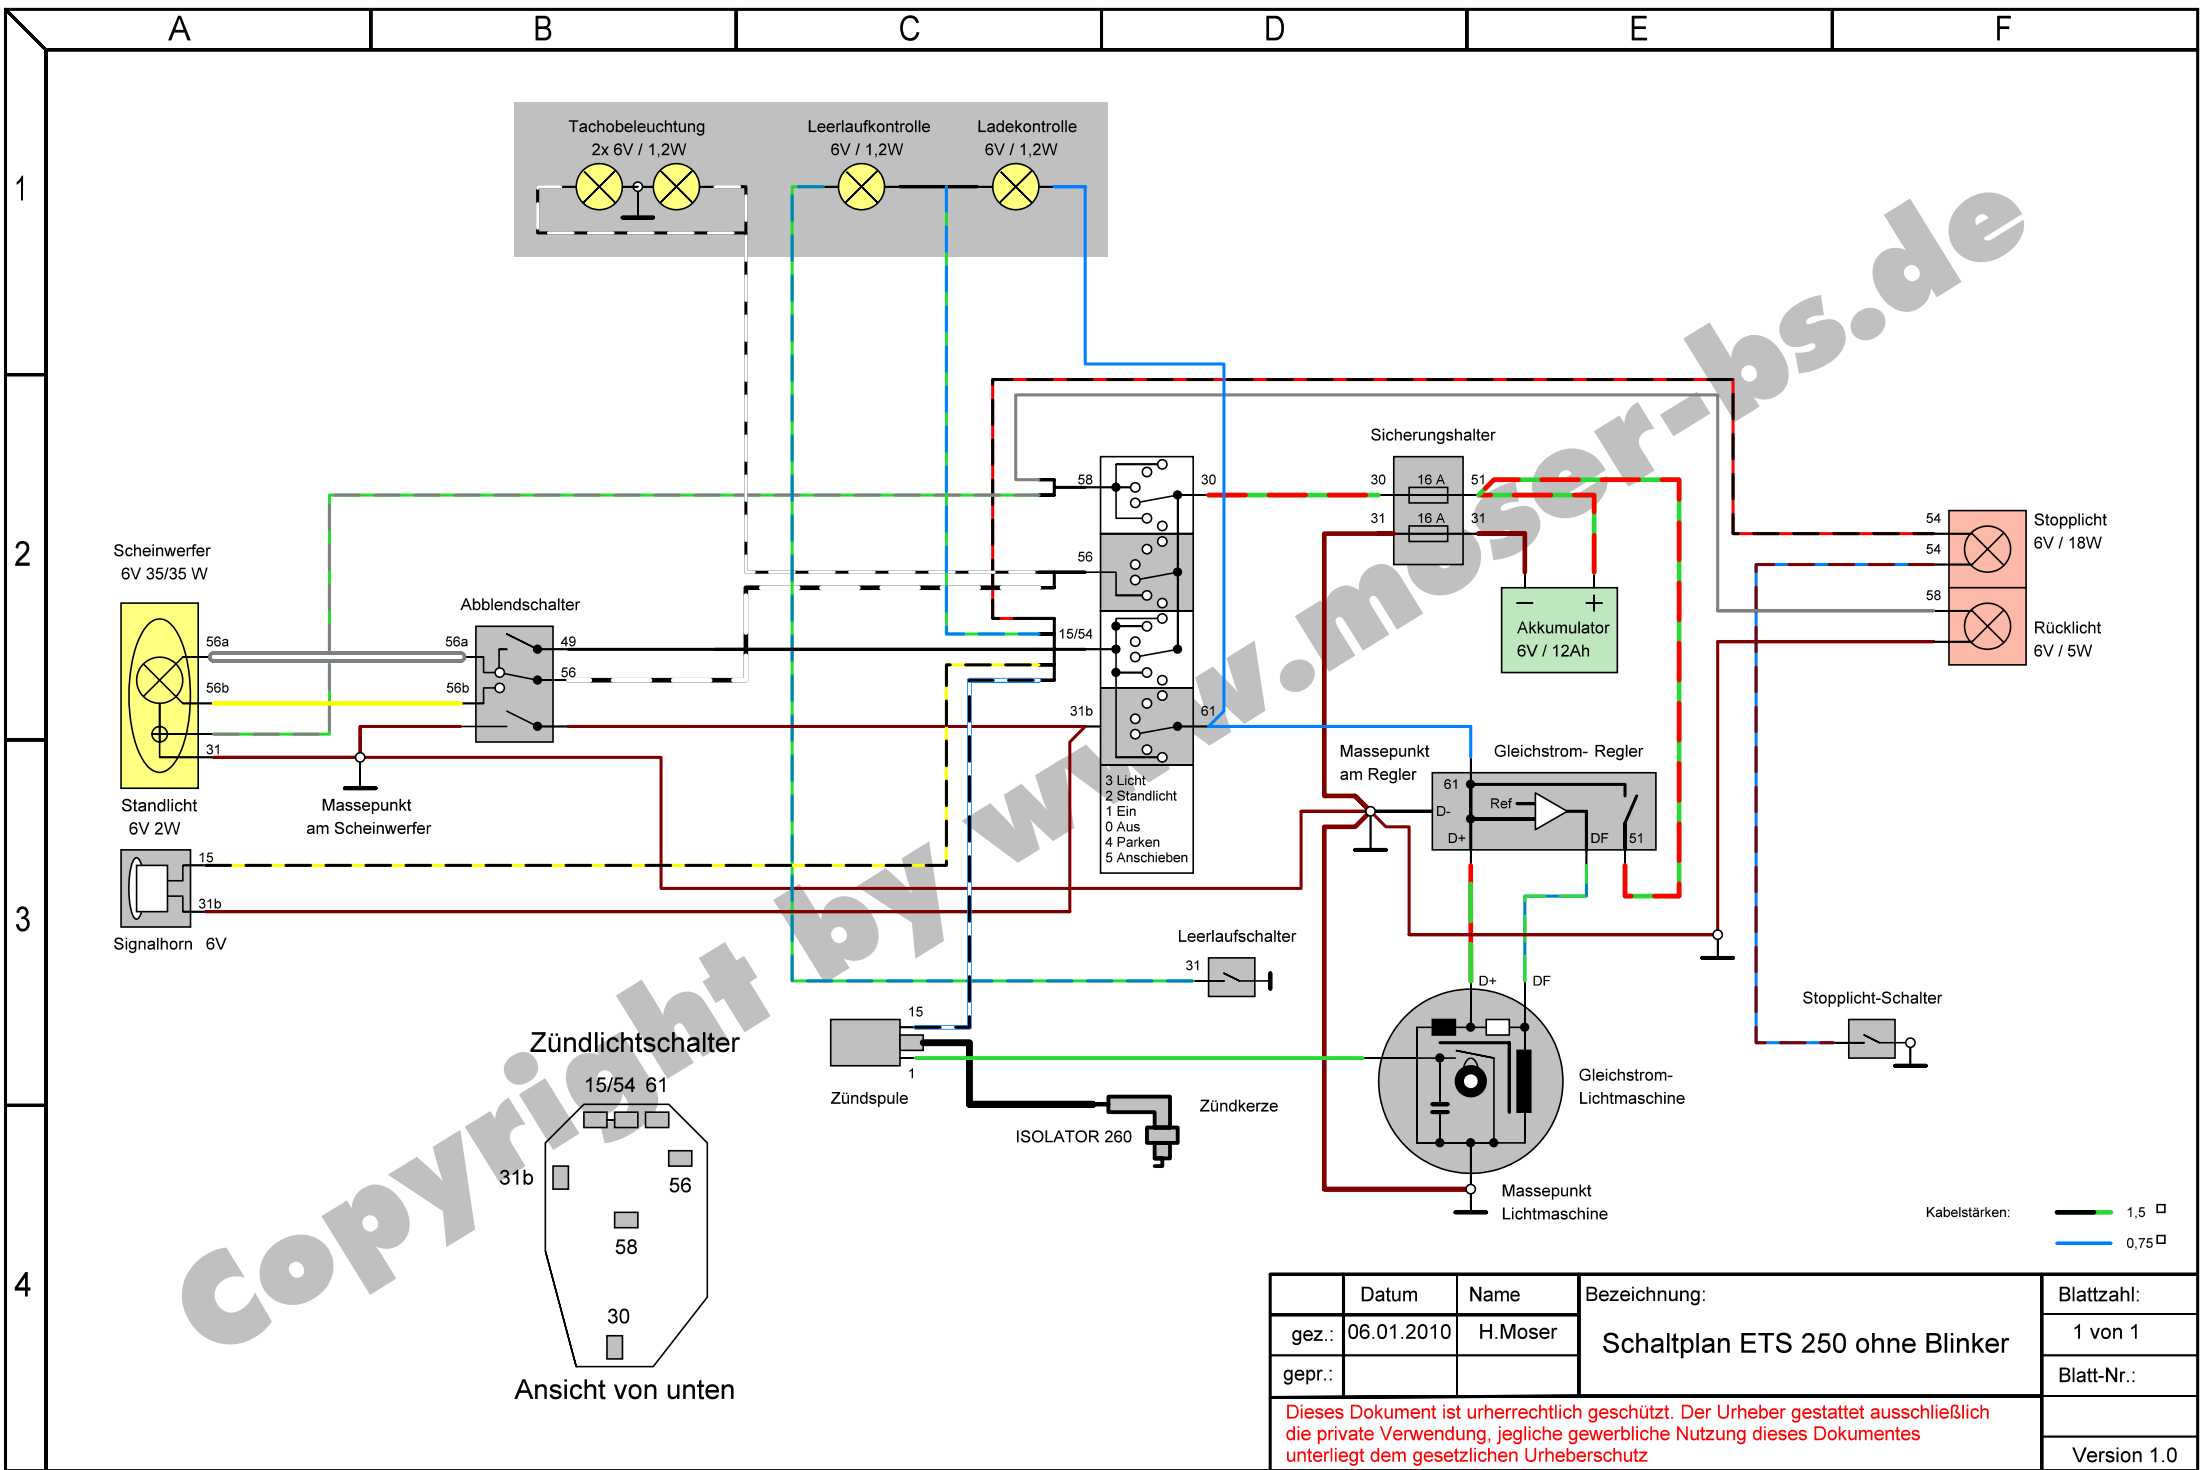 A B C D E F
1
2
3
4
Tachobeleuchtung
2x 6V / 1,2W
Leerlaufkontrolle
6V / 1,2W
Ladekontrolle
6V / 1,2W
Scheinwerfer
6V 35/35 W
56a
56b
31
Standlicht
6V 2W
15
31b
Signalhorn 6V
Abblendschalter
56a
56b
49
56
Massepunkt
am Scheinwerfer
58
56
15/54
31b
30
61
3 Licht
2 Standlicht
1 Ein
0 Aus
4 Parken
5 Anschieben
Sicherungshalter
30 16 A 51
31 16 A 31
Akkumulator
6V / 12Ah
54
54
58
Stopplicht
6V / 18W
Rücklicht
6V / 5W
Massepunkt
am Regler
Gleichstrom- Regler
61
Ref
D-
D+
DF
51
Leerlaufschalter
31
D+
DF
Gleichstrom-
Lichtmaschine
Massepunkt
Lichtmaschine
Stopplicht-Schalter
15
1
Zündspule
Zündkerze
ISOLATOR 260
Zündlichtschalter
15/54 61
31b
56
58
30
Ansicht von unten
Kabelstärken:
1,5
0,75
Copyright by www.moser-bs.de
Datum Name
gez.: 06.01.2010 H.Moser
gepr.:
Bezeichnung:
Schaltplan ETS 250 ohne Blinker
Blattzahl:
1 von 1
Blatt-Nr.:
Version 1.0
Dieses Dokument ist urherrechtlich geschützt. Der Urheber gestattet ausschließlich
die private Verwendung, jegliche gewerbliche Nutzung dieses Dokumentes
unterliegt dem gesetzlichen Urheberschutz